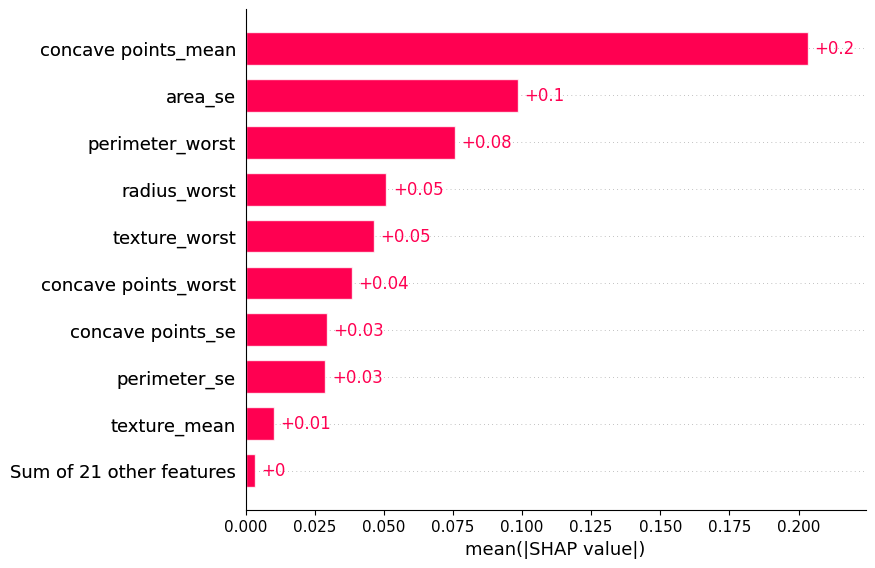 concave points_mean +0.2
area_se +0.1
perimeter_worst +0.08
radius_worst +0.05
texture_worst +0.05
concave points_worst +0.04
concave points_se +0.03
perimeter_se +0.03
texture_mean +0.01
Sum of 21 other features +0
0.000 0.025 0.050 0.075 0.100 0.125 0.150 0.175 0.200
mean(|SHAP value|)